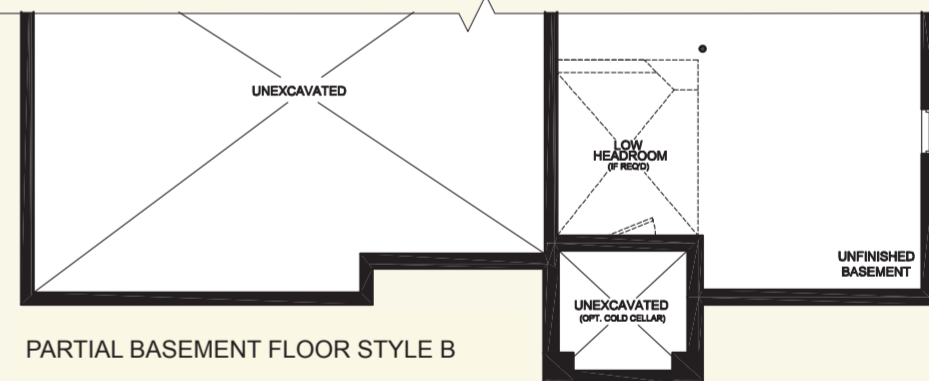 UNEXCAVATED
LOW
HEADROOM
(IF REQ'D)
UNFINISHED
BASEMENT
UNEXCAVATED
(OPT. COLD CELLAR)
PARTIAL BASEMENT FLOOR STYLE B